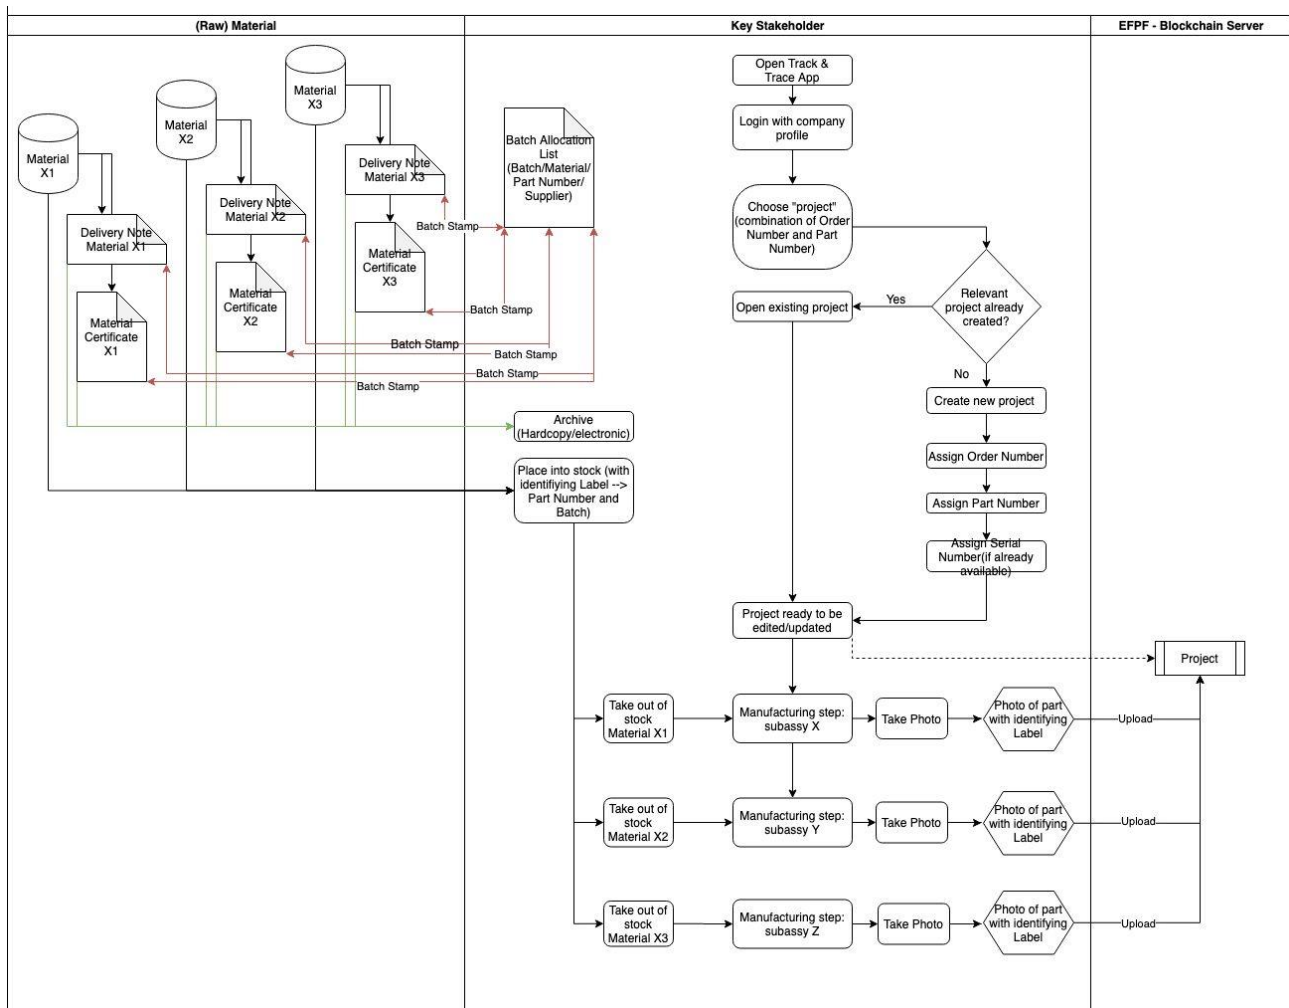 (Raw) Material
Key Stakeholder
EFPF - Blockchain Server
Material
X1
Material
X2
Material
X3
Delivery Note
Material X1
Delivery Note
Material X2
Delivery Note
Material X3
Material
Certificate
X1
Material
Certificate
X2
Material
Certificate
X3
Batch Allocation
List
(Batch/Material/
Part Number/
Supplier)
Batch Stamp
Batch Stamp
Batch Stamp
Batch Stamp
Batch Stamp
Batch Stamp
Archive
(Hardcopy/electronic)
Place into stock (with
identifiying Label -->
Part Number and
Batch)
Open Track &
Trace App
Login with company
profile
Choose "project"
(combination of Order
Number and Part
Number)
Relevant
project already
created?
Yes
Open existing project
No
Create new project
Assign Order Number
Assign Part Number
Assign Serial
Number(if already
available)
Project ready to be
edited/updated
Project
Take out of
stock
Material X1
Manufacturing step:
subassy X
Take Photo
Photo of part
with identifying
Label
Upload
Take out of
stock
Material X2
Manufacturing step:
subassy Y
Take Photo
Photo of part
with identifying
Label
Upload
Take out of
stock
Material X3
Manufacturing step:
subassy Z
Take Photo
Photo of part
with identifying
Label
Upload